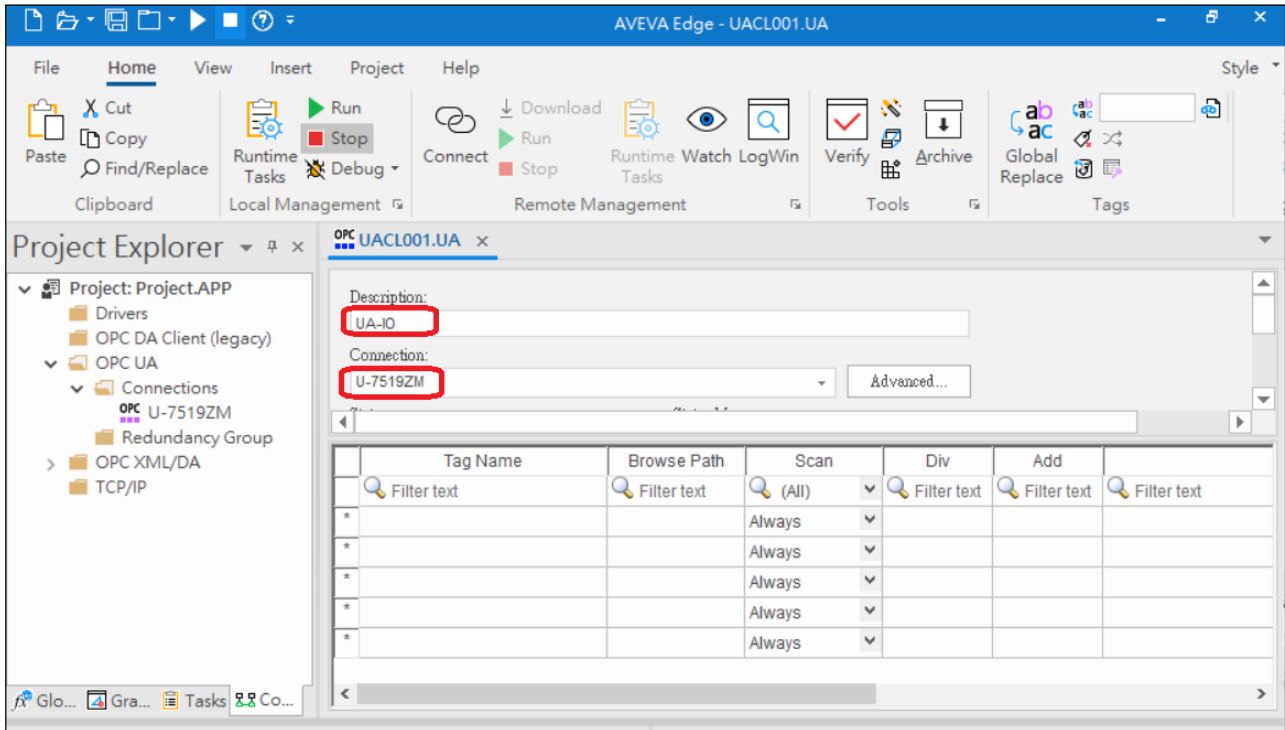 AVEVA Edge - UACL001.UA
File Home View Insert Project Help Style
Paste Cut Copy Find/Replace
Clipboard
Runtime Tasks Run Stop Debug
Local Management
Connect Download Run Stop Runtime Tasks Watch LogWin
Remote Management
Verify Archive
Tools
Global Replace
Tags
Project Explorer
Project: Project.APP
Drivers
OPC DA Client (legacy)
OPC UA
Connections
OPC U-7519ZM
Redundancy Group
OPC XML/DA
TCP/IP
fx Glo... Gra... Tasks Co...
OPC UACL001.UA
Description:
UA-IO
Connection:
U-7519ZM Advanced...
Tag Name Browse Path Scan Div Add
Filter text Filter text (All) Filter text Filter text Filter text
* Always
* Always
* Always
* Always
* Always